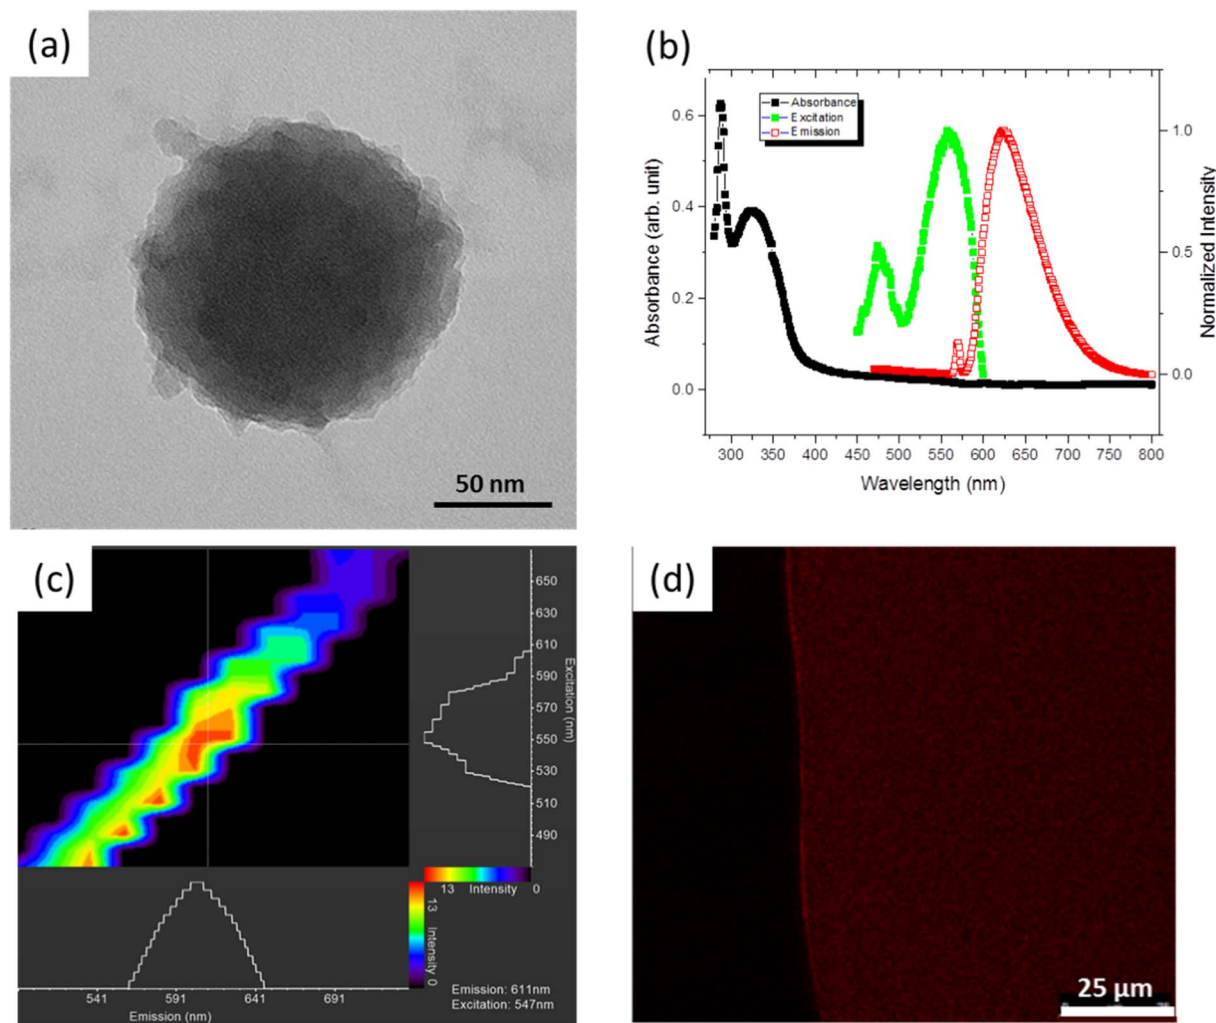 (a)
50 nm
(b)
Absorbance
Excitation
Emission
0.6
0.4
0.2
0.0
Absorbance (arb. unit)
1.0
0.5
0.0
Normalized Intensity
300 350 400 450 500 550 600 650 700 750 800
Wavelength (nm)
(c)
650
630
610
590
570
550
530
510
490
Excitation (nm)
13 Intensity 0
13 Intensity 0
541 591 641 691
Emission (nm)
Emission: 611nm
Excitation: 547nm
(d)
25 µm